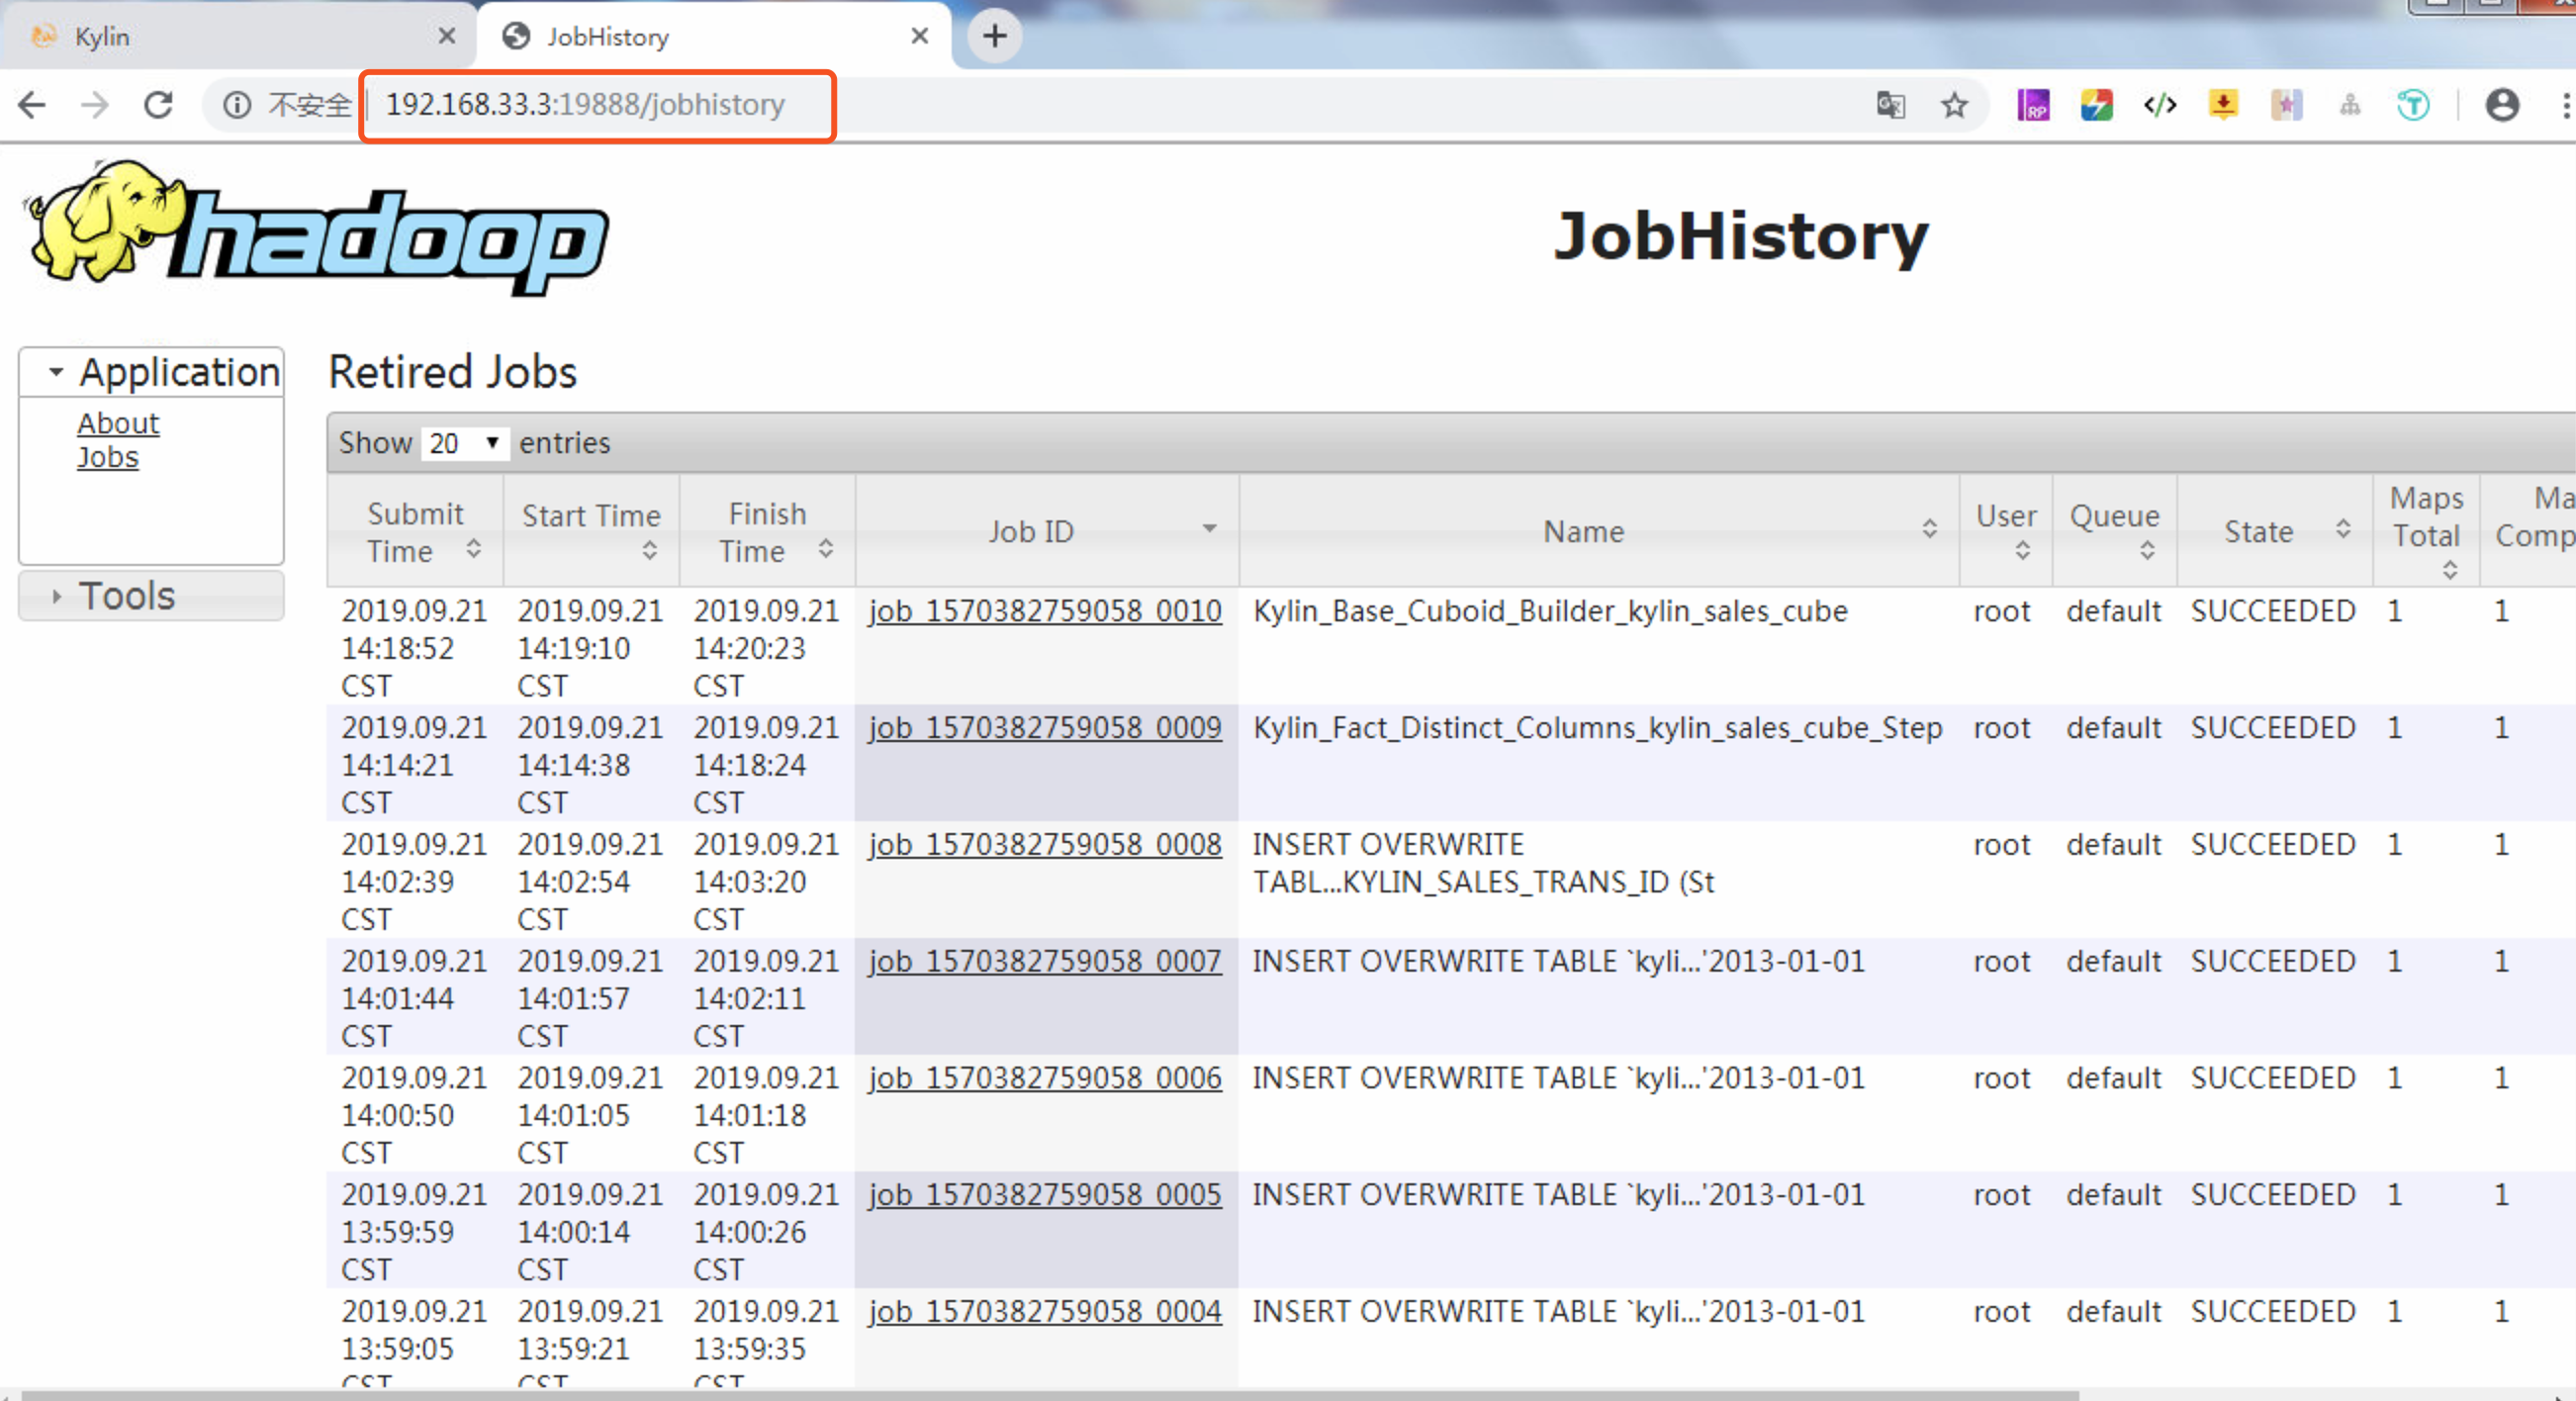 Kylin
JobHistory
不安全 | 192.168.33.3:19888/jobhistory
hadoop
JobHistory
Application
About
Jobs
Tools
Retired Jobs
Show 20 entries
Submit Time Start Time Finish Time Job ID Name User Queue State Maps Total Ma Comp
2019.09.21 2019.09.21 2019.09.21 job_1570382759058_0010 Kylin_Base_Cuboid_Builder_kylin_sales_cube root default SUCCEEDED 1 1
14:18:52 14:19:10 14:20:23
CST CST CST
2019.09.21 2019.09.21 2019.09.21 job_1570382759058_0009 Kylin_Fact_Distinct_Columns_kylin_sales_cube_Step root default SUCCEEDED 1 1
14:14:21 14:14:38 14:18:24
CST CST CST
2019.09.21 2019.09.21 2019.09.21 job_1570382759058_0008 INSERT OVERWRITE root default SUCCEEDED 1 1
14:02:39 14:02:54 14:03:20 TABL...KYLIN_SALES_TRANS_ID (St
CST CST CST
2019.09.21 2019.09.21 2019.09.21 job_1570382759058_0007 INSERT OVERWRITE TABLE `kyli...'2013-01-01 root default SUCCEEDED 1 1
14:01:44 14:01:57 14:02:11
CST CST CST
2019.09.21 2019.09.21 2019.09.21 job_1570382759058_0006 INSERT OVERWRITE TABLE `kyli...'2013-01-01 root default SUCCEEDED 1 1
14:00:50 14:01:05 14:01:18
CST CST CST
2019.09.21 2019.09.21 2019.09.21 job_1570382759058_0005 INSERT OVERWRITE TABLE `kyli...'2013-01-01 root default SUCCEEDED 1 1
13:59:59 14:00:14 14:00:26
CST CST CST
2019.09.21 2019.09.21 2019.09.21 job_1570382759058_0004 INSERT OVERWRITE TABLE `kyli...'2013-01-01 root default SUCCEEDED 1 1
13:59:05 13:59:21 13:59:35
CST CST CST